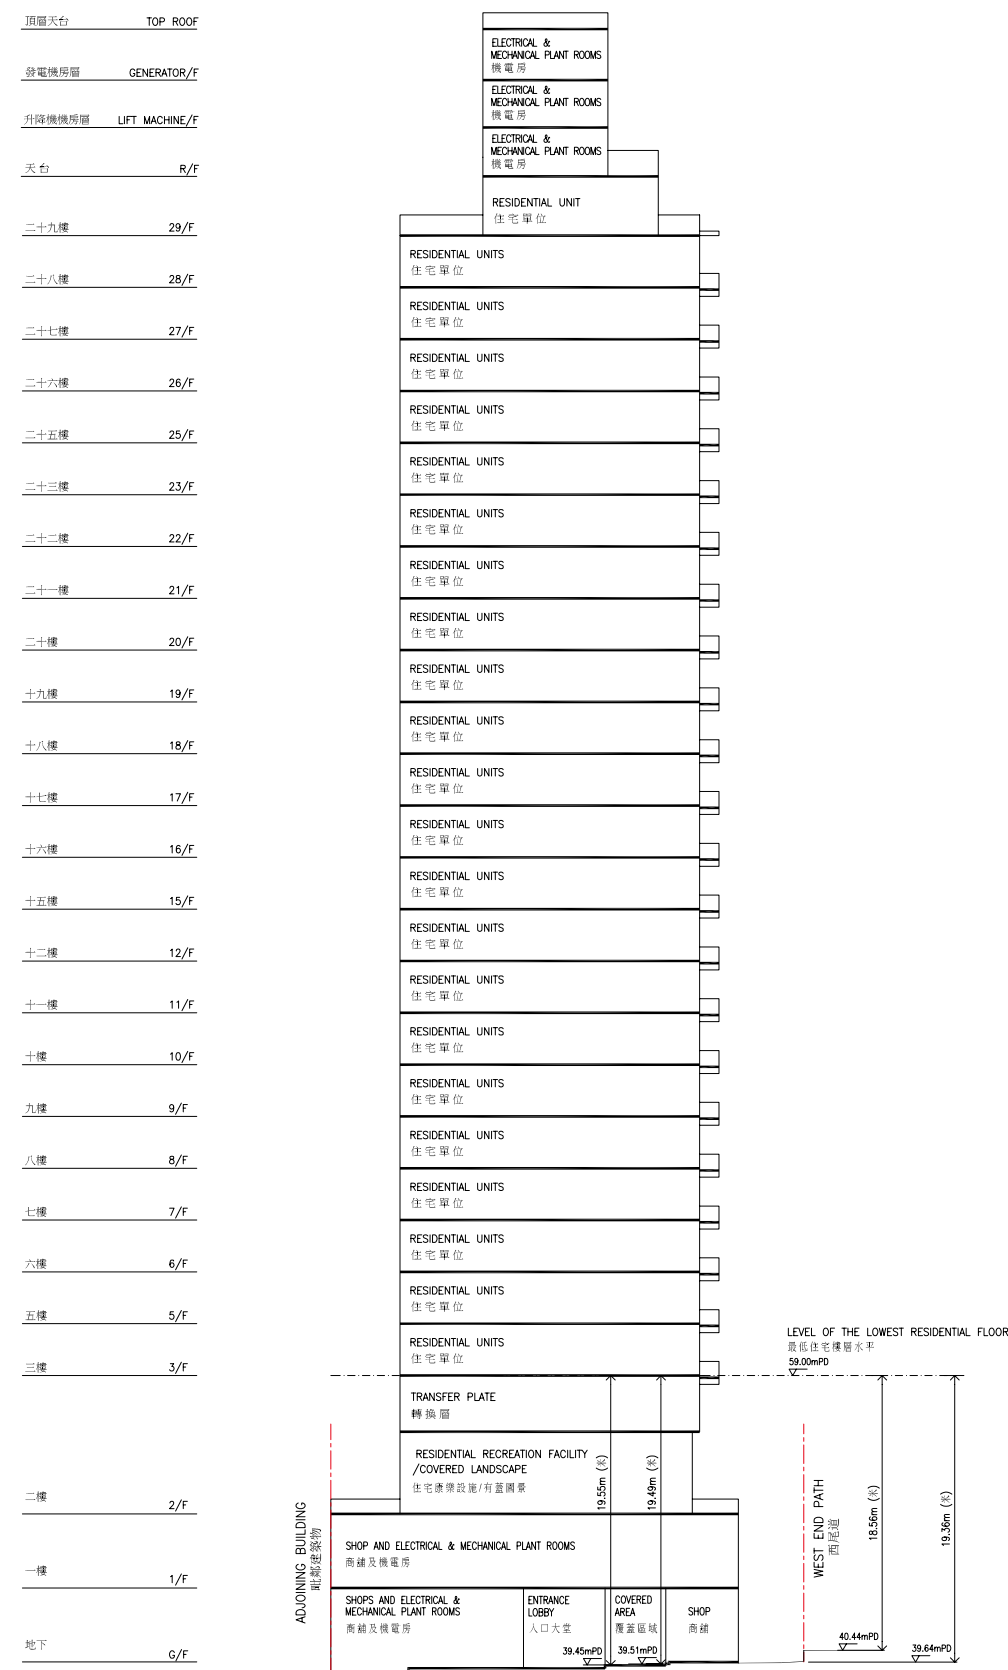 頂層天台 TOP ROOF
ELECTRICAL &
MECHANICAL PLANT ROOMS
機電房
發電機房層 GENERATOR/F
ELECTRICAL &
MECHANICAL PLANT ROOMS
機電房
升降機機房層 LIFT MACHINE/F
ELECTRICAL &
MECHANICAL PLANT ROOMS
機電房
天台 R/F
RESIDENTIAL UNIT
住宅單位
二十九樓 29/F
RESIDENTIAL UNITS
住宅單位
二十八樓 28/F
RESIDENTIAL UNITS
住宅單位
二十七樓 27/F
RESIDENTIAL UNITS
住宅單位
二十六樓 26/F
RESIDENTIAL UNITS
住宅單位
二十五樓 25/F
RESIDENTIAL UNITS
住宅單位
二十三樓 23/F
RESIDENTIAL UNITS
住宅單位
二十二樓 22/F
RESIDENTIAL UNITS
住宅單位
二十一樓 21/F
RESIDENTIAL UNITS
住宅單位
二十樓 20/F
RESIDENTIAL UNITS
住宅單位
十九樓 19/F
RESIDENTIAL UNITS
住宅單位
十八樓 18/F
RESIDENTIAL UNITS
住宅單位
十七樓 17/F
RESIDENTIAL UNITS
住宅單位
十六樓 16/F
RESIDENTIAL UNITS
住宅單位
十五樓 15/F
RESIDENTIAL UNITS
住宅單位
十二樓 12/F
RESIDENTIAL UNITS
住宅單位
十一樓 11/F
RESIDENTIAL UNITS
住宅單位
十樓 10/F
RESIDENTIAL UNITS
住宅單位
九樓 9/F
RESIDENTIAL UNITS
住宅單位
八樓 8/F
RESIDENTIAL UNITS
住宅單位
七樓 7/F
RESIDENTIAL UNITS
住宅單位
六樓 6/F
RESIDENTIAL UNITS
住宅單位
五樓 5/F
RESIDENTIAL UNITS
住宅單位
三樓 3/F
LEVEL OF THE LOWEST RESIDENTIAL FLOOR
最低住宅樓層水平
59.00mPD
TRANSFER PLATE
轉換層
RESIDENTIAL RECREATION FACILITY
/COVERED LANDSCAPE
住宅康樂設施/有蓋園景
19.55m (米)
19.49m (米)
18.56m (米)
19.36m (米)
二樓 2/F
ADJOINING BUILDING
毗鄰建築物
WEST END PATH
西尾道
SHOP AND ELECTRICAL & MECHANICAL PLANT ROOMS
商舖及機電房
一樓 1/F
SHOPS AND ELECTRICAL &
MECHANICAL PLANT ROOMS
商舖及機電房
ENTRANCE
LOBBY
入口大堂
COVERED
AREA
覆蓋區域
SHOP
商舖
39.45mPD
39.51mPD
40.44mPD
39.64mPD
地下 G/F